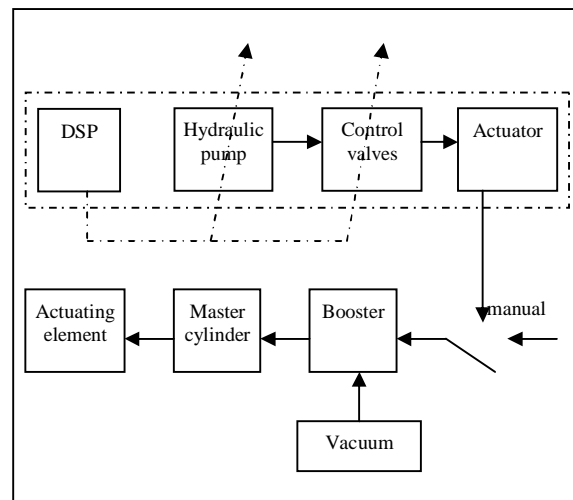 DSP
Hydraulic
pump
Control
valves
Actuator
manual
Actuating
element
Master
cylinder
Booster
Vacuum